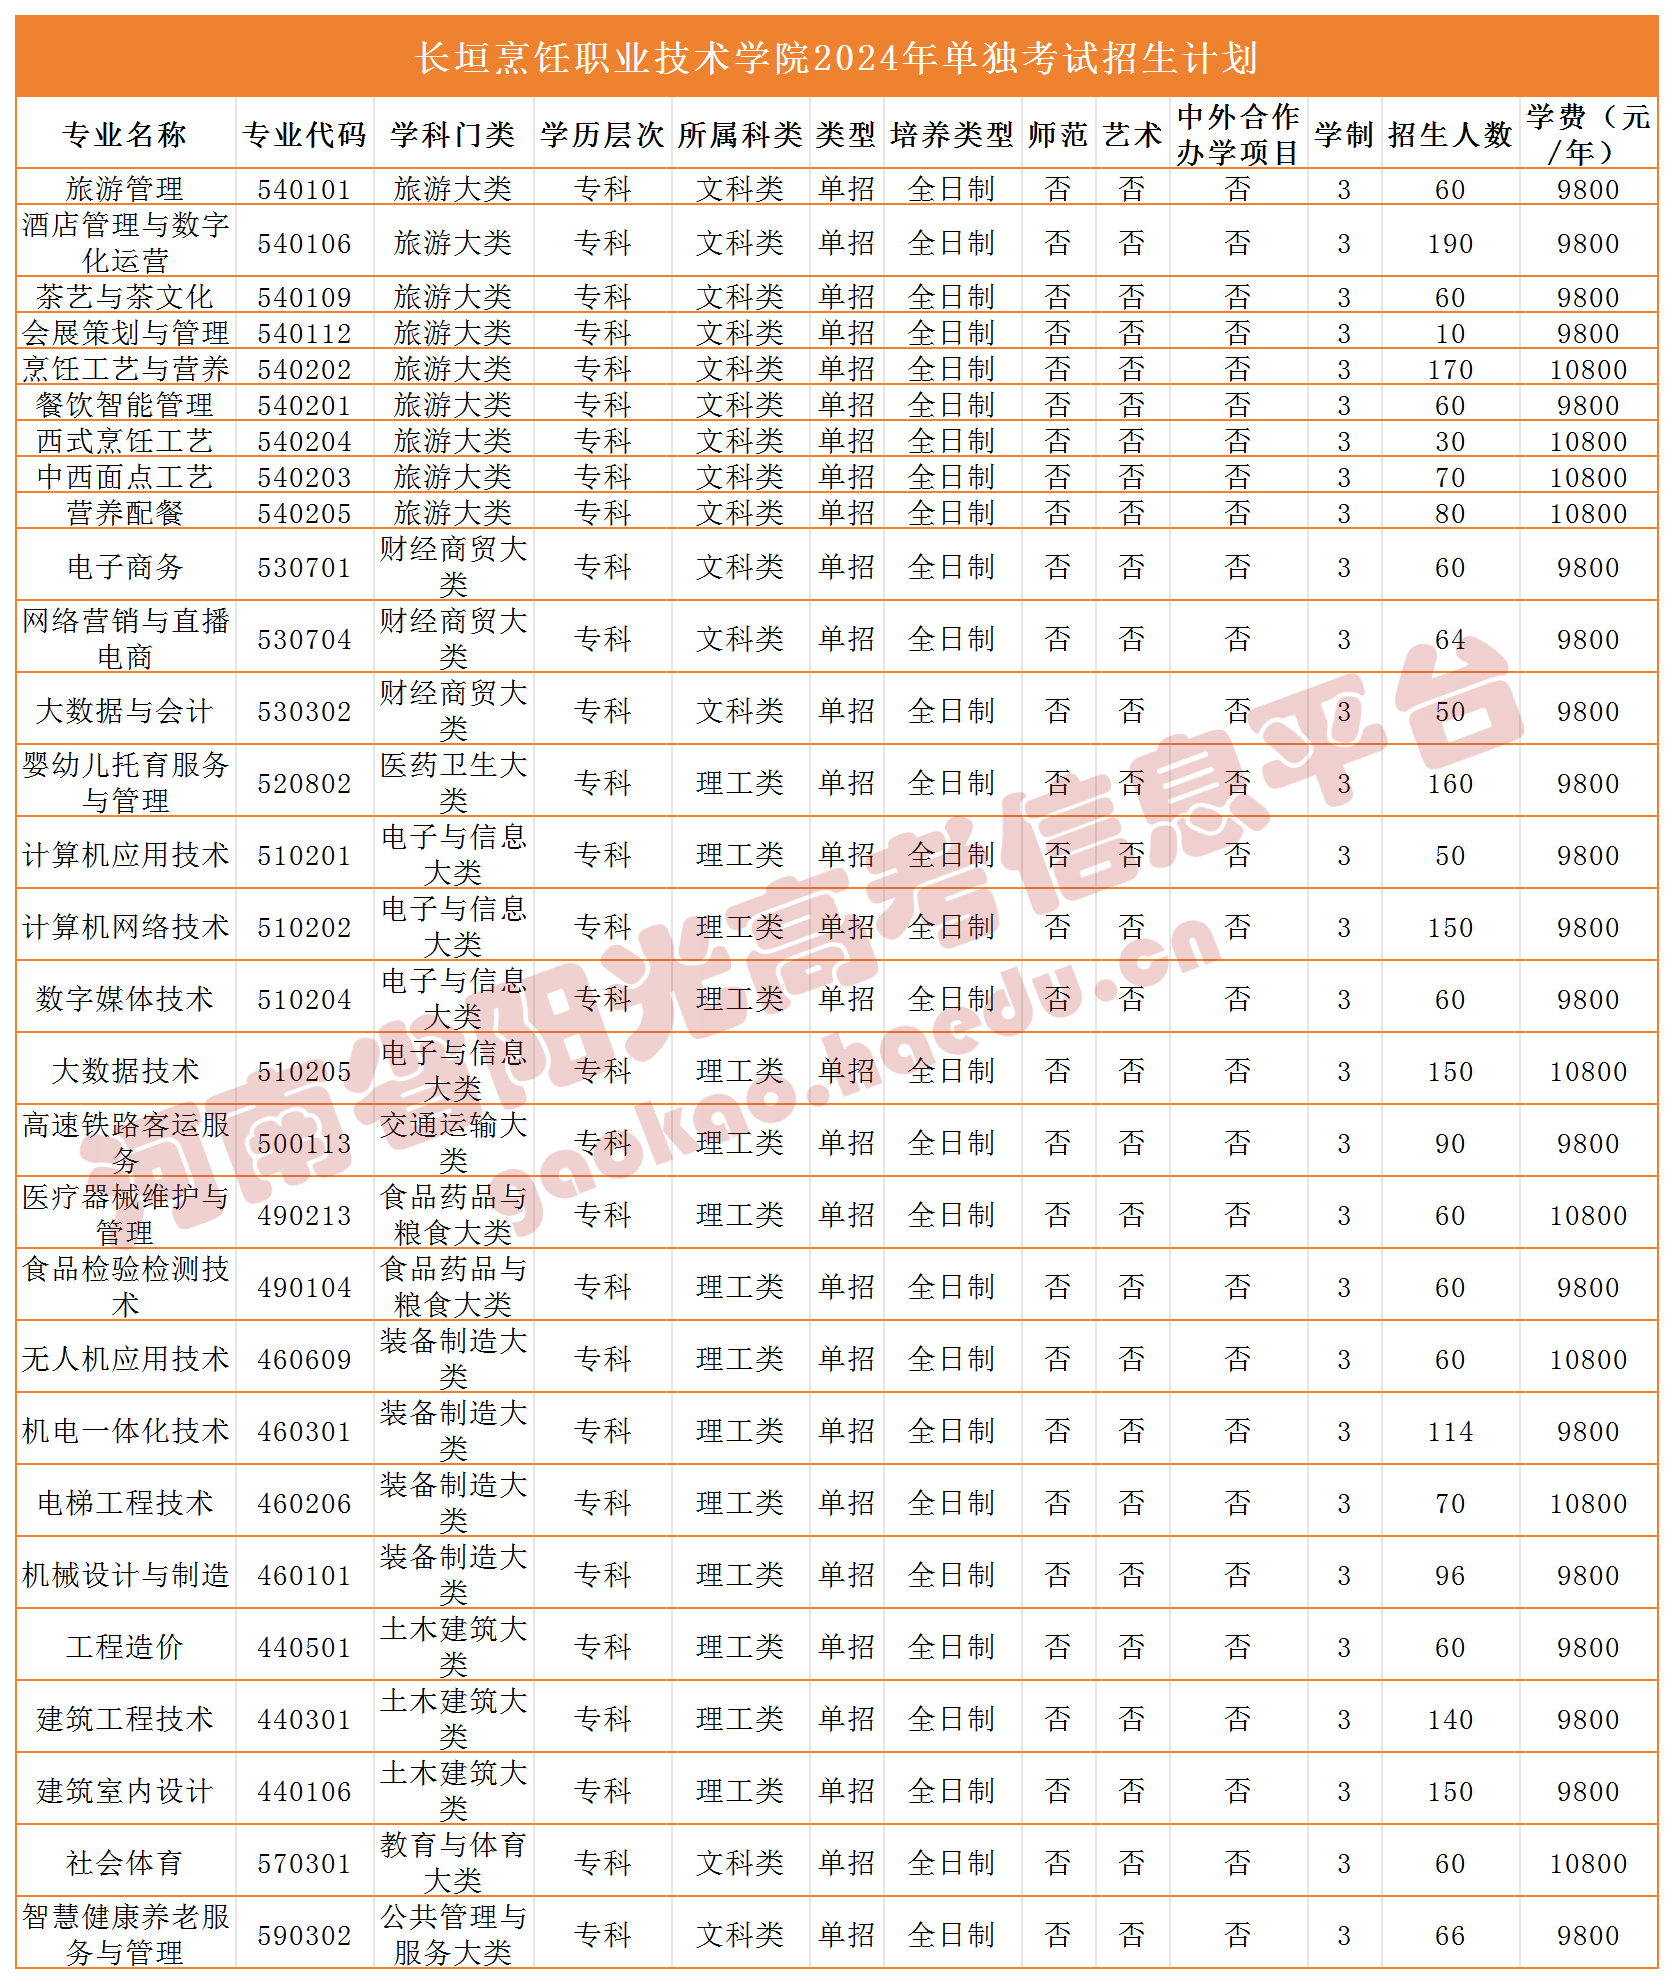 长垣烹饪职业技术学院2024年单独考试招生计划
专业名称 专业代码 学科门类 学历层次 所属科类 类型 培养类型 师范 艺术 中外合作办学项目 学制 招生人数 学费（元/年）
旅游管理 540101 旅游大类 专科 文科类 单招 全日制 否 否 否 3 60 9800
酒店管理与数字化运营 540106 旅游大类 专科 文科类 单招 全日制 否 否 否 3 190 9800
茶艺与茶文化 540109 旅游大类 专科 文科类 单招 全日制 否 否 否 3 60 9800
会展策划与管理 540112 旅游大类 专科 文科类 单招 全日制 否 否 否 3 10 9800
烹饪工艺与营养 540202 旅游大类 专科 文科类 单招 全日制 否 否 否 3 170 10800
餐饮智能管理 540201 旅游大类 专科 文科类 单招 全日制 否 否 否 3 60 9800
西式烹饪工艺 540204 旅游大类 专科 文科类 单招 全日制 否 否 否 3 30 10800
中西面点工艺 540203 旅游大类 专科 文科类 单招 全日制 否 否 否 3 70 10800
营养配餐 540205 旅游大类 专科 文科类 单招 全日制 否 否 否 3 80 10800
电子商务 530701 财经商贸大类 专科 文科类 单招 全日制 否 否 否 3 60 9800
网络营销与直播电商 530704 财经商贸大类 专科 文科类 单招 全日制 否 否 否 3 64 9800
大数据与会计 530302 财经商贸大类 专科 文科类 单招 全日制 否 否 否 3 50 9800
婴幼儿托育服务与管理 520802 医药卫生大类 专科 理工类 单招 全日制 否 否 否 3 160 9800
计算机应用技术 510201 电子与信息大类 专科 理工类 单招 全日制 否 否 否 3 50 9800
计算机网络技术 510202 电子与信息大类 专科 理工类 单招 全日制 否 否 否 3 150 9800
数字媒体技术 510204 电子与信息大类 专科 理工类 单招 全日制 否 否 否 3 60 9800
大数据技术 510205 电子与信息大类 专科 理工类 单招 全日制 否 否 否 3 150 10800
高速铁路客运服务 500113 交通运输大类 专科 理工类 单招 全日制 否 否 否 3 90 9800
医疗器械维护与管理 490213 食品药品与粮食大类 专科 理工类 单招 全日制 否 否 否 3 60 10800
食品检验检测技术 490104 食品药品与粮食大类 专科 理工类 单招 全日制 否 否 否 3 60 9800
无人机应用技术 460609 装备制造大类 专科 理工类 单招 全日制 否 否 否 3 60 10800
机电一体化技术 460301 装备制造大类 专科 理工类 单招 全日制 否 否 否 3 114 9800
电梯工程技术 460206 装备制造大类 专科 理工类 单招 全日制 否 否 否 3 70 10800
机械设计与制造 460101 装备制造大类 专科 理工类 单招 全日制 否 否 否 3 96 9800
工程造价 440501 土木建筑大类 专科 理工类 单招 全日制 否 否 否 3 60 9800
建筑工程技术 440301 土木建筑大类 专科 理工类 单招 全日制 否 否 否 3 140 9800
建筑室内设计 440106 土木建筑大类 专科 理工类 单招 全日制 否 否 否 3 150 9800
社会体育 570301 教育与体育大类 专科 文科类 单招 全日制 否 否 否 3 60 10800
智慧健康养老服务与管理 590302 公共管理与服务大类 专科 文科类 单招 全日制 否 否 否 3 66 9800
河南省阳光高考信息平台
gaokao.haedu.cn